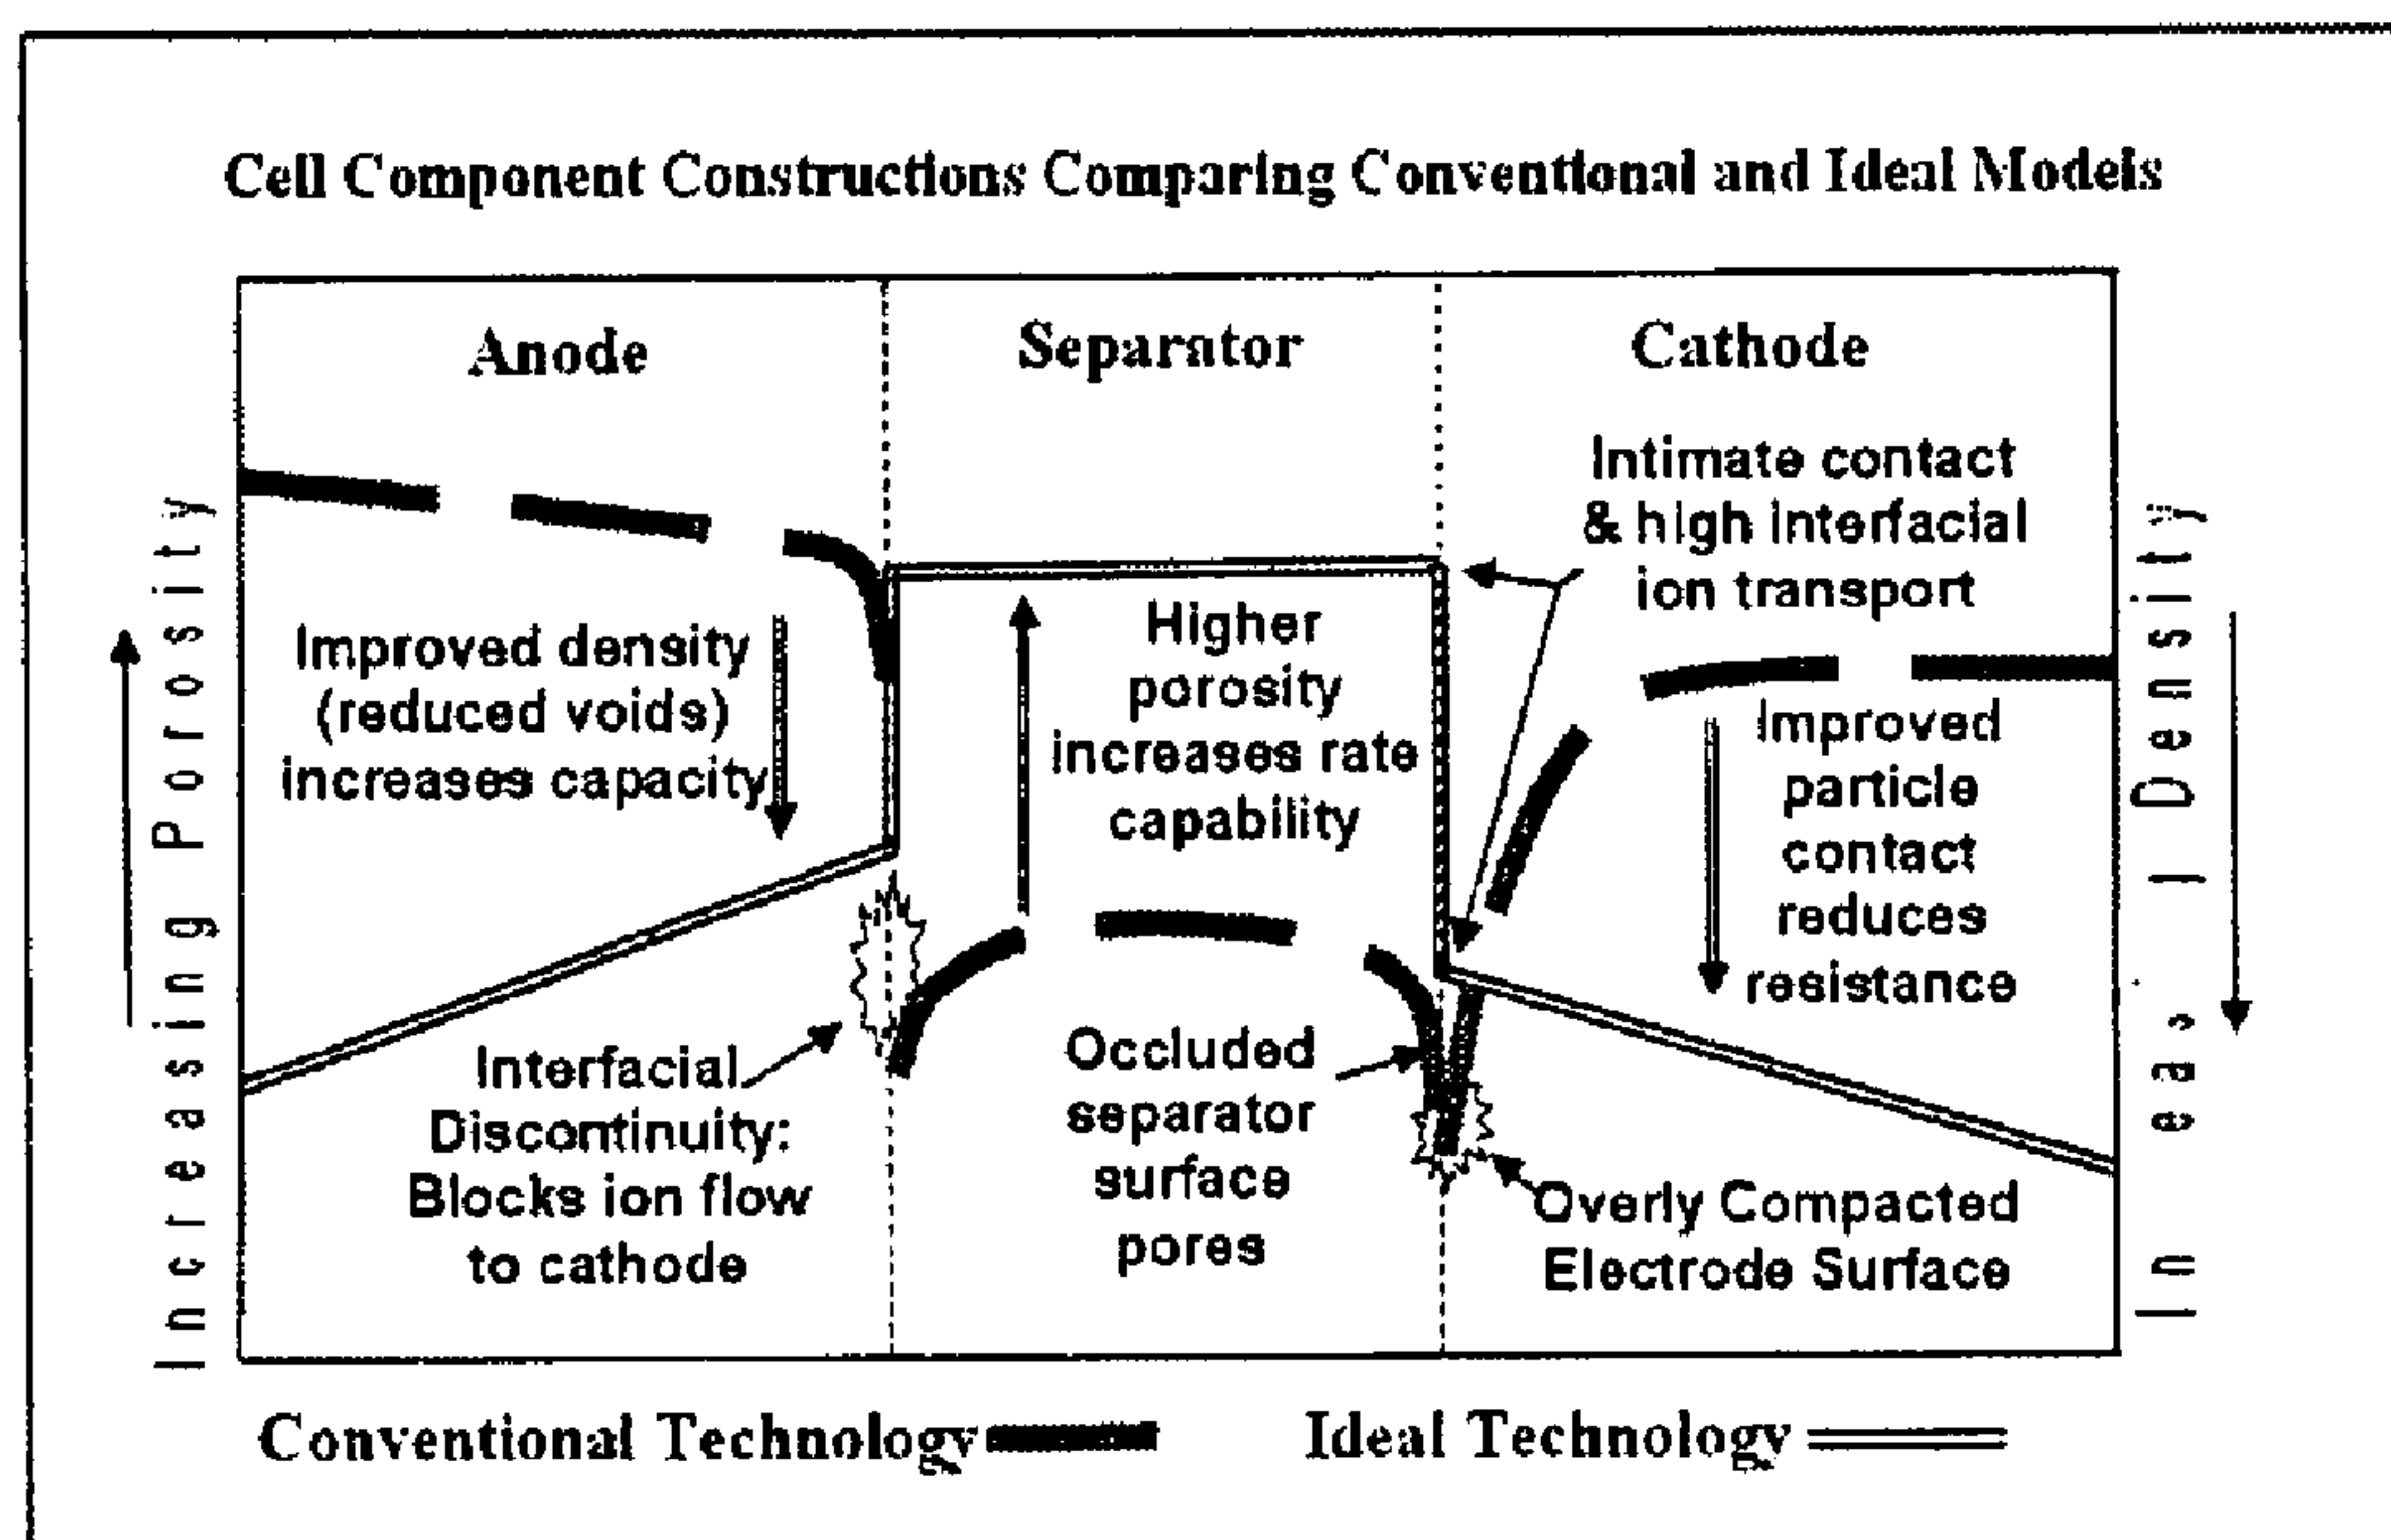 Cell Component Constructions Comparing Conventional and Ideal Models
Anode
Separator
Cathode
Intimate contact
& high Interfacial
ion transport
Improved density
(reduced voids)
increases capacity
Higher
porosity
increases rate
capability
Improved
particle
contact
reduces
resistance
Interfacial
Discontinuity:
Blocks ion flow
to cathode
Occluded
separator
surface
pores
Overly Compacted
Electrode Surface
Increasing Porosity
Density
Conventional Technology
Ideal Technology